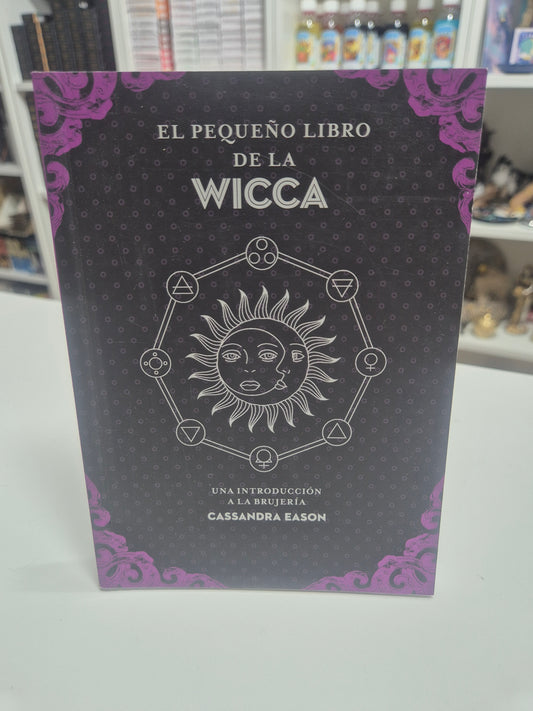 EL PEQUEÑO LIBRO
DE LA
WICCA
UNA INTRODUCCIÓN
A LA BRUJERÍA
CASSANDRA EASON